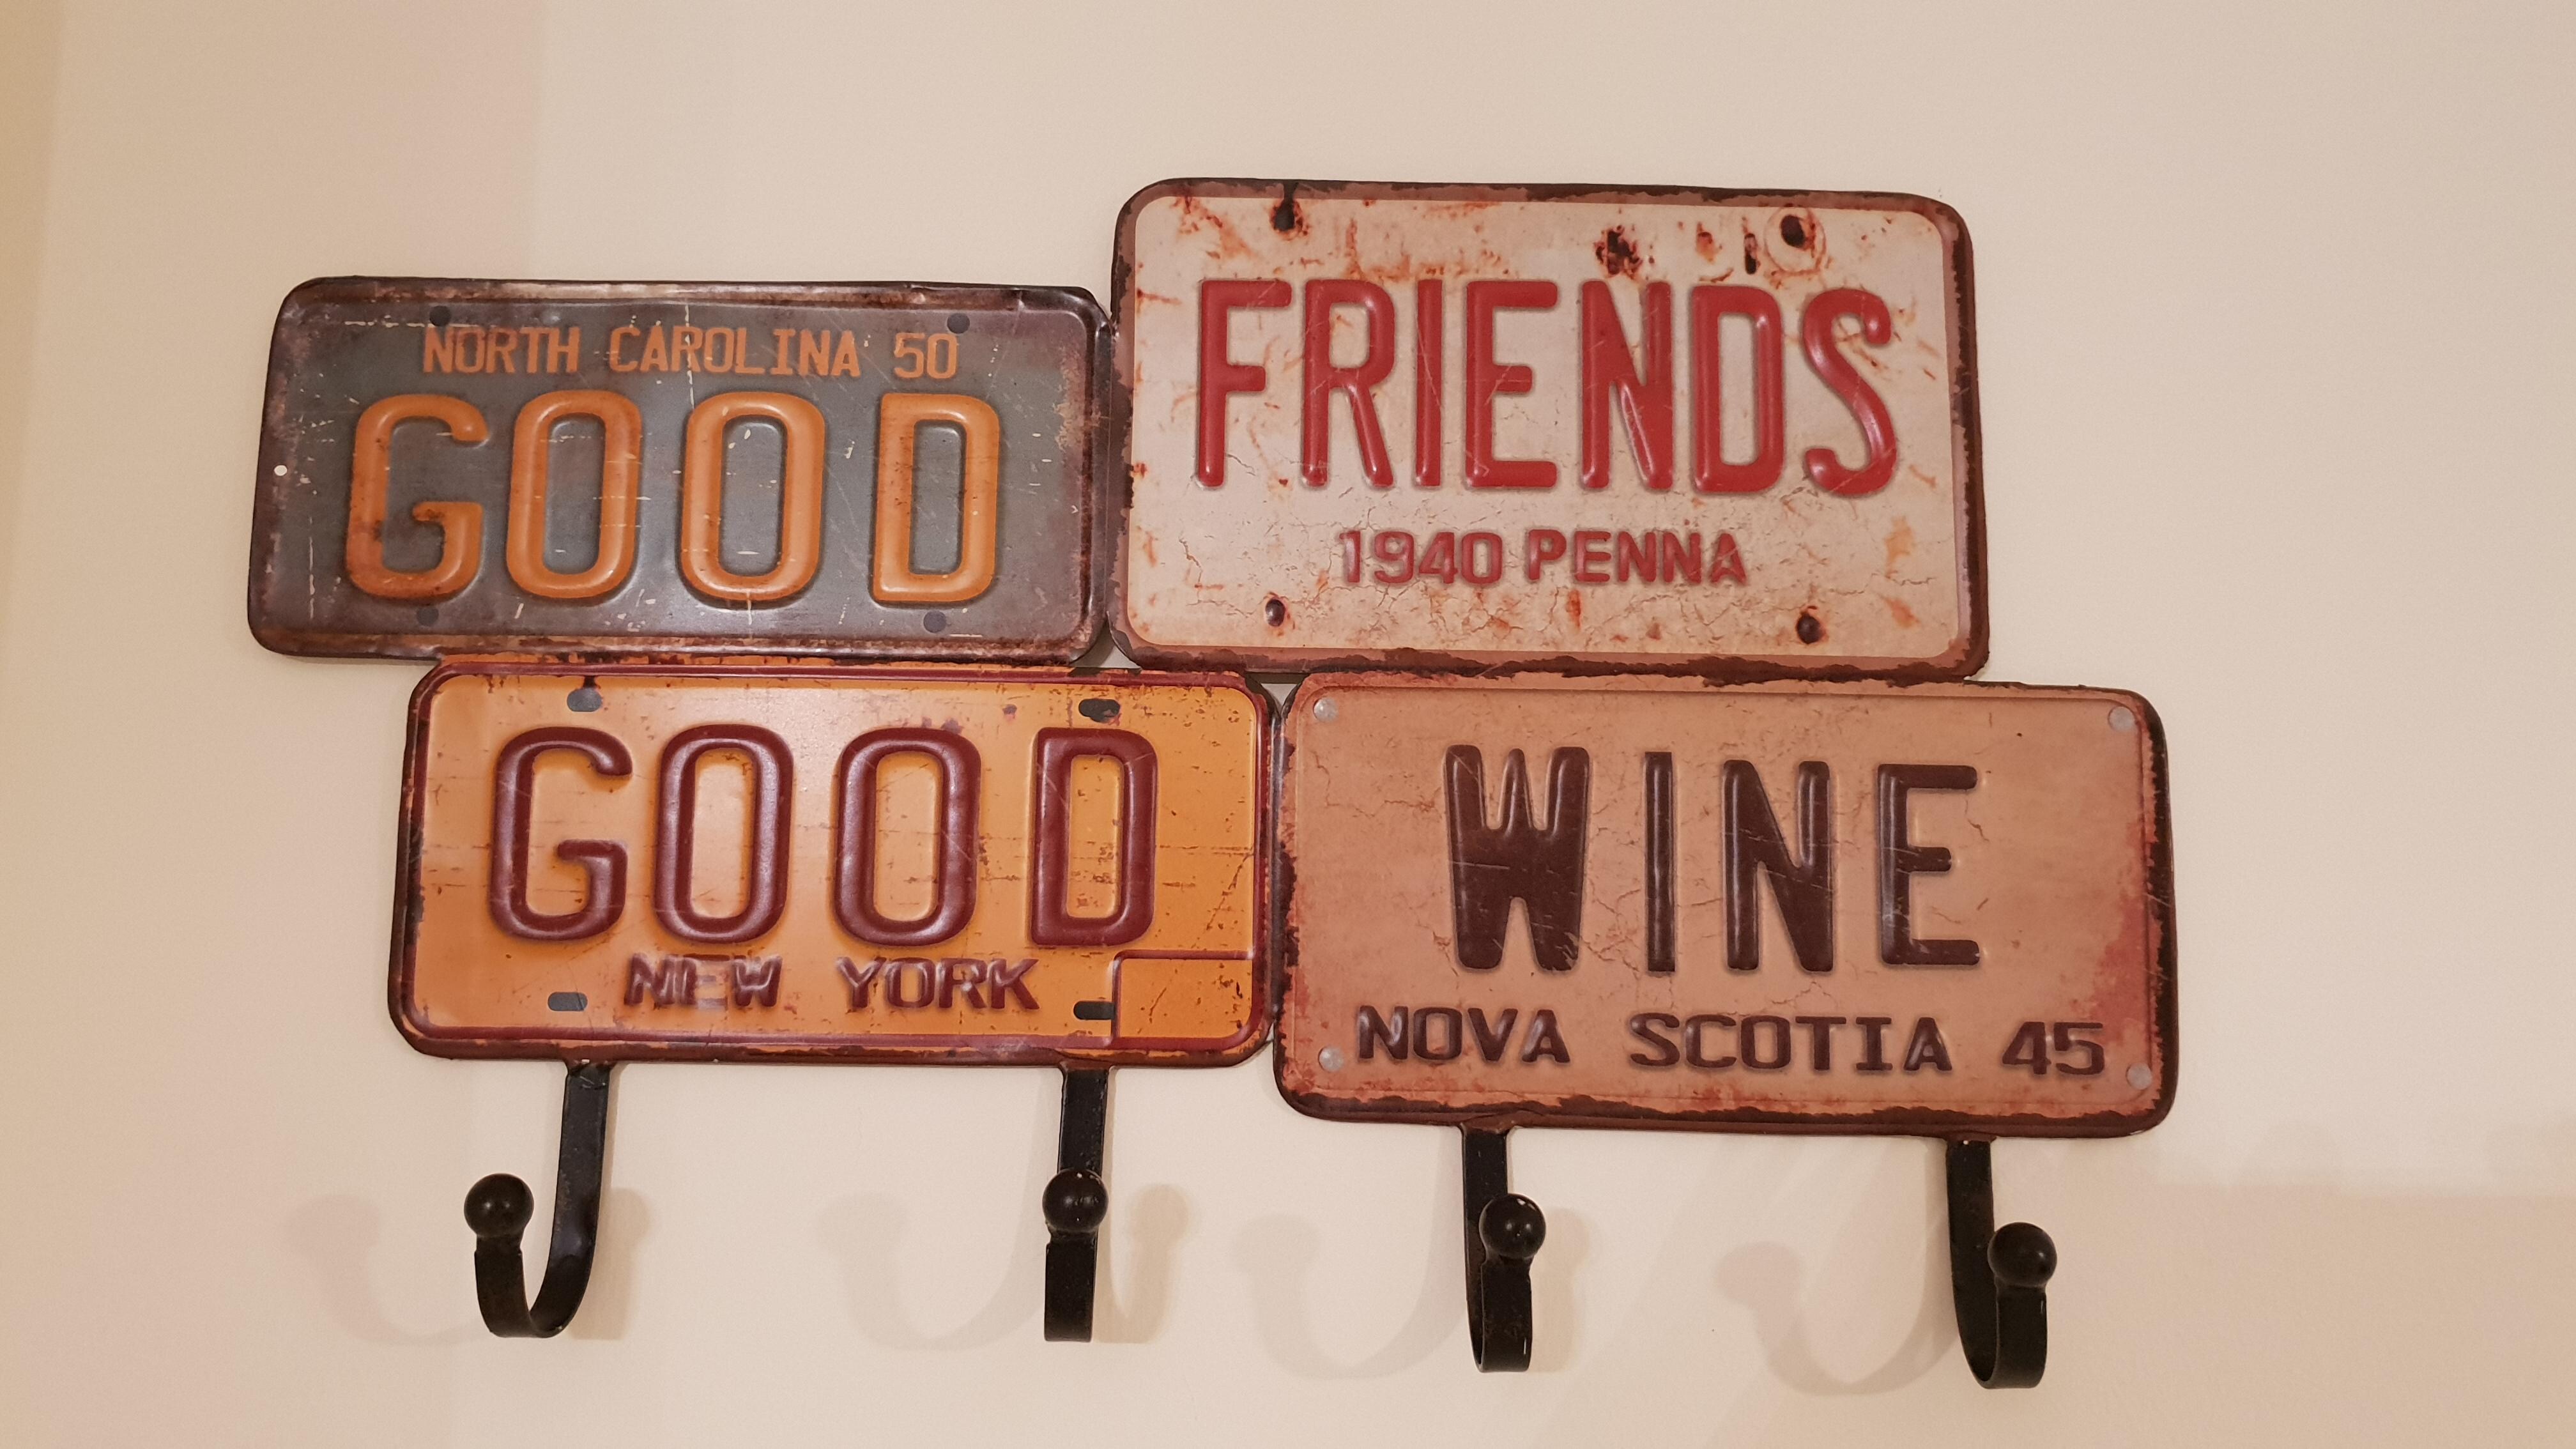 NORTH CAROLINA 50
GOOD
FRIENDS
1940 PENNA
GOOD
NEW YORK
WINE
NOVA SCOTIA 45